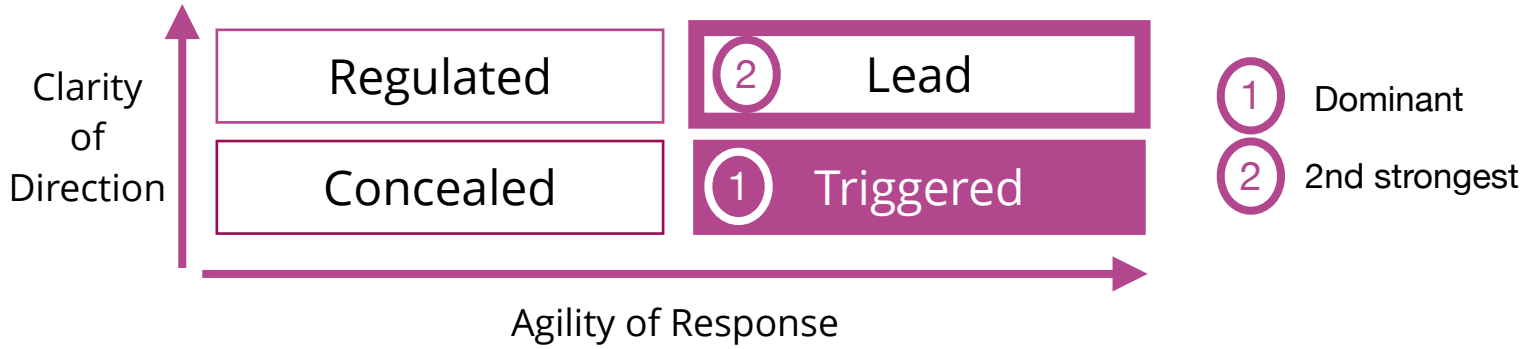 Clarity
of
Direction
Regulated
2 Lead
Concealed
1 Triggered
Agility of Response
1 Dominant
2 2nd strongest